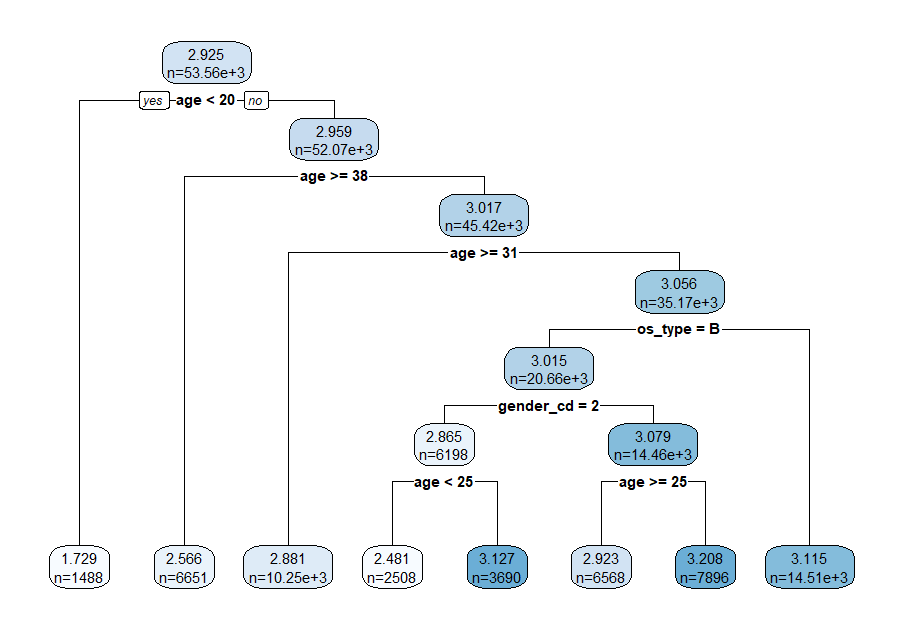 2.925
n=53.56e+3
yes age < 20 no
2.959
n=52.07e+3
age >= 38
3.017
n=45.42e+3
age >= 31
3.056
n=35.17e+3
os_type = B
3.015
n=20.66e+3
gender_cd = 2
2.865
n=6198
3.079
n=14.46e+3
age < 25
age >= 25
1.729
n=1488
2.566
n=6651
2.881
n=10.25e+3
2.481
n=2508
3.127
n=3690
2.923
n=6568
3.208
n=7896
3.115
n=14.51e+3